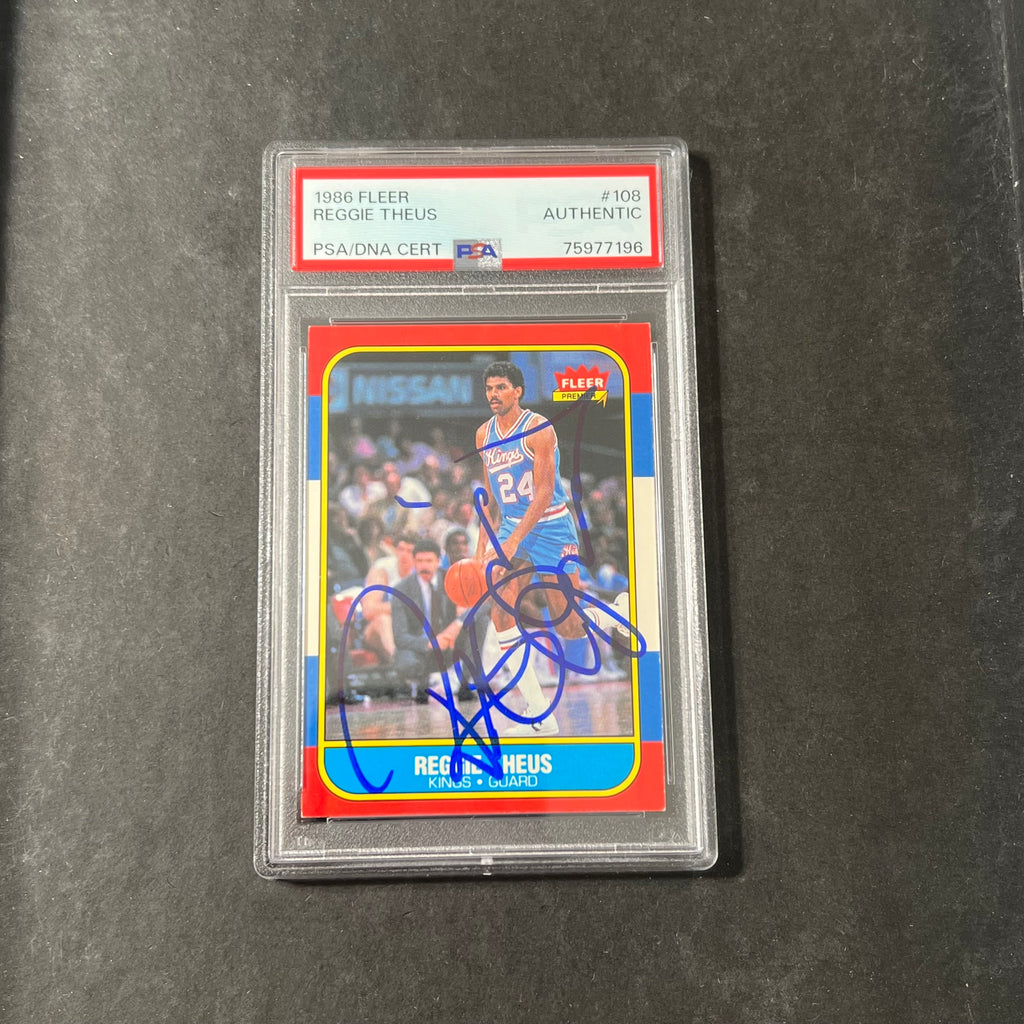 1986 FLEER #108
REGGIE THEUS AUTHENTIC
PSA/DNA CERT PSA 75977196
NISSAN
FLEER
PREMIER
Kings
24
REGGIE THEUS
KINGS • GUARD